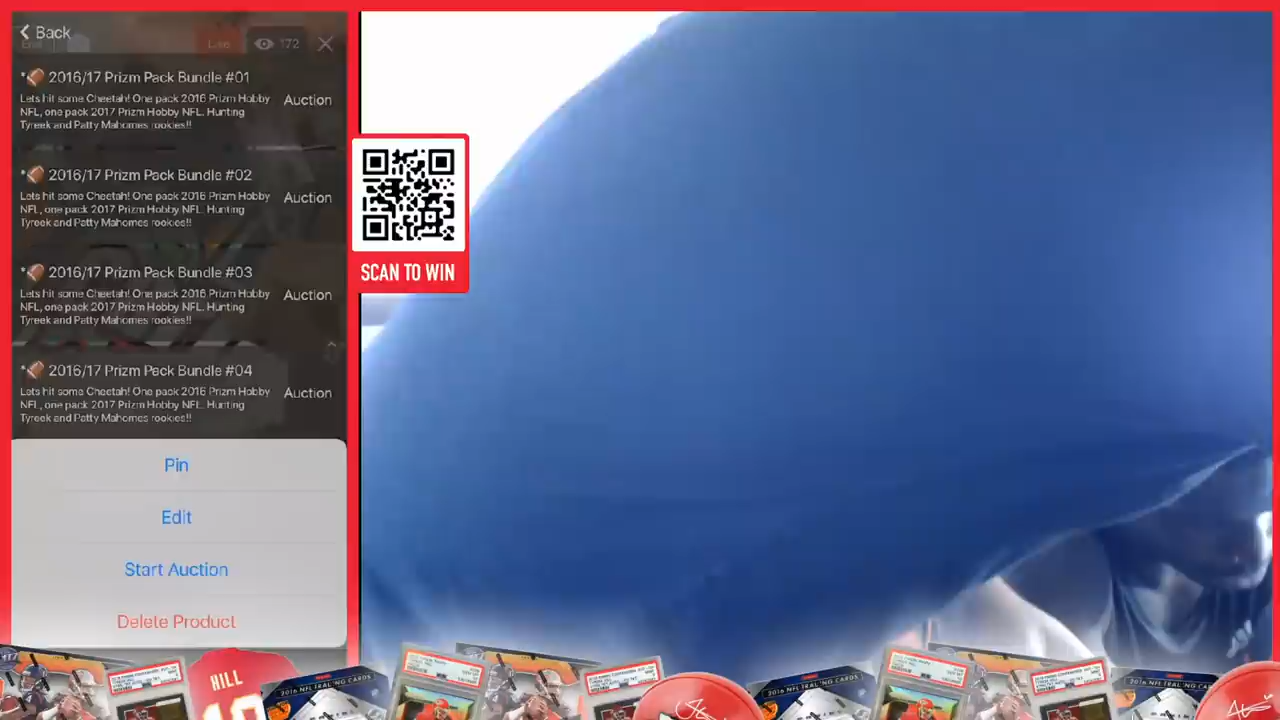 Back
Live
172
*🏈 2016/17 Prizm Pack Bundle #01
Lets hit some Cheetah! One pack 2016 Prizm Hobby
NFL, one pack 2017 Prizm Hobby NFL. Hunting
Tyreek and Patty Mahomes rookies!!
Auction
*🏈 2016/17 Prizm Pack Bundle #02
Lets hit some Cheetah! One pack 2016 Prizm Hobby
NFL, one pack 2017 Prizm Hobby NFL. Hunting
Tyreek and Patty Mahomes rookies!!
Auction
*🏈 2016/17 Prizm Pack Bundle #03
Lets hit some Cheetah! One pack 2016 Prizm Hobby
NFL, one pack 2017 Prizm Hobby NFL. Hunting
Tyreek and Patty Mahomes rookies!!
Auction
*🏈 2016/17 Prizm Pack Bundle #04
Lets hit some Cheetah! One pack 2016 Prizm Hobby
NFL, one pack 2017 Prizm Hobby NFL. Hunting
Tyreek and Patty Mahomes rookies!!
Auction
Pin
Edit
Start Auction
Delete Product
SCAN TO WIN
HILL
2016 NFL TRADING CARDS
2016 NFL TRADING CARDS